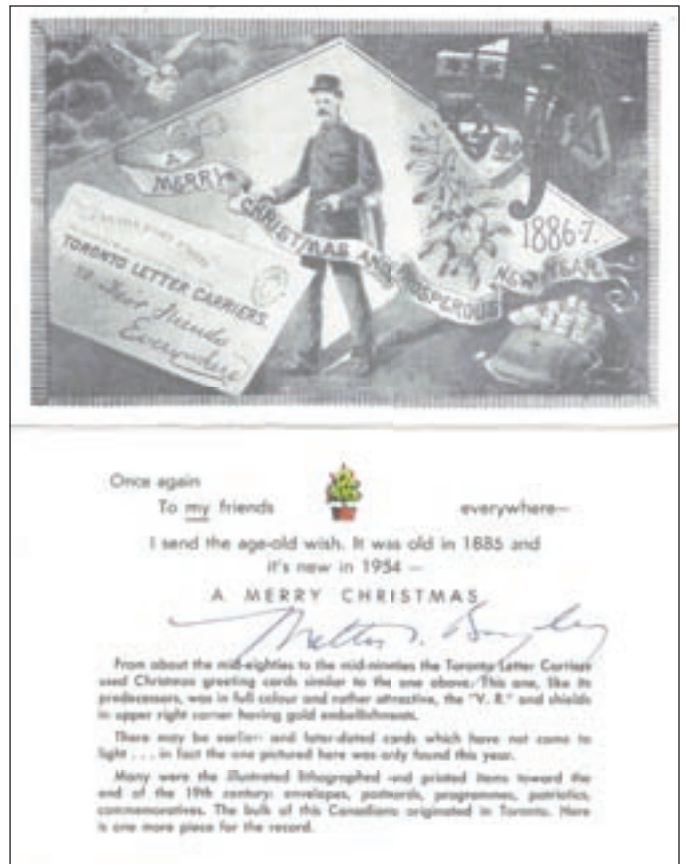 A
MERRY
CHRISTMAS AND PROSPEROUS NEW YEAR
1886-7.
TORONTO LETTER CARRIERS.
To their friends
Everywhere
Once again
To my friends everywhere—
I send the age-old wish. It was old in 1885 and
it's new in 1954 —
A MERRY CHRISTMAS
From about the mid-eighties to the mid-nineties the Toronto Letter Carriers
used Christmas greeting cards similar to the one above. This one, like its
predecessors, was in full colour and rather attractive, the "V. R." and shields
in upper right corner having gold embellishments.
There may be earlier- and later-dated cards which have not come to
light . . . in fact the one pictured here was only found this year.
Many were the illustrated lithographed and printed items toward the
end of the 19th century: envelopes, postcards, programmes, patriotics,
commemoratives. The bulk of this Canadiana originated in Toronto. Here
is one more piece for the record.